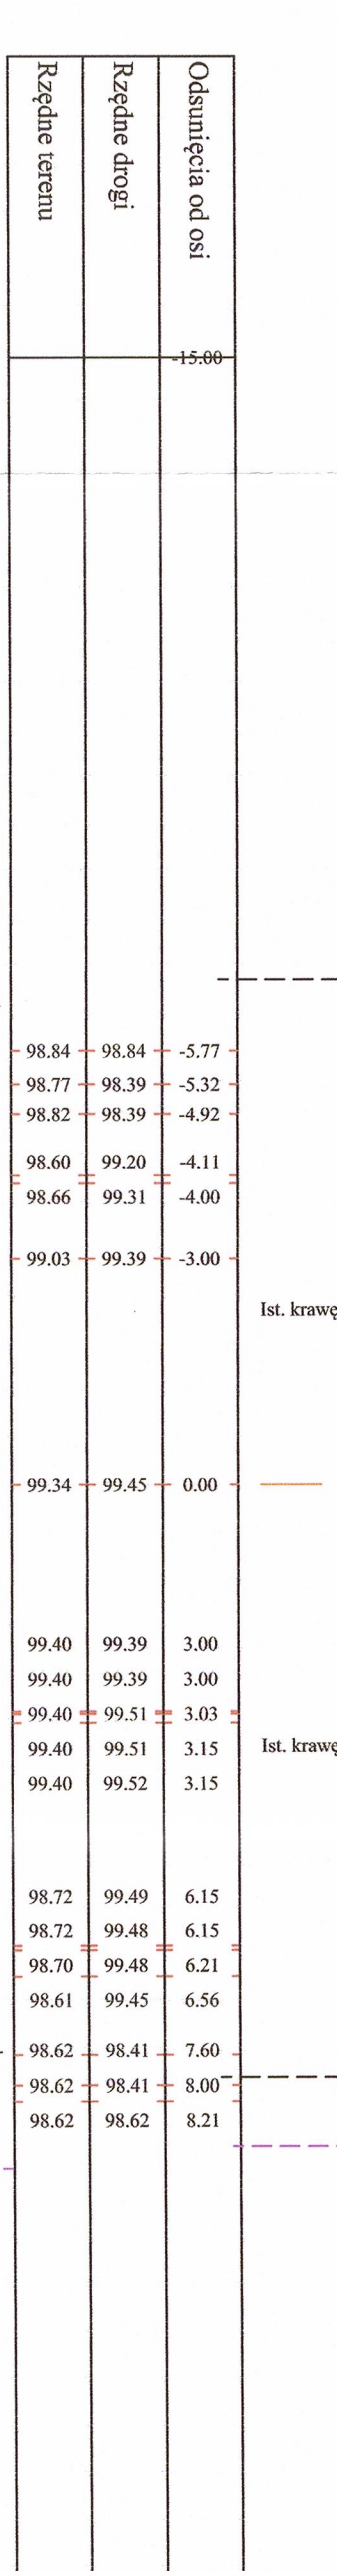 Rzędne terenu Rzędne drogi Odsunięcia od osi
-15.00
98.84 98.84 -5.77
98.77 98.39 -5.32
98.82 98.39 -4.92
98.60 99.20 -4.11
98.66 99.31 -4.00
99.03 99.39 -3.00
Ist. krawę
99.34 99.45 0.00
99.40 99.39 3.00
99.40 99.39 3.00
99.40 99.51 3.03
99.40 99.51 3.15
Ist. krawę
99.40 99.52 3.15
98.72 99.49 6.15
98.72 99.48 6.15
98.70 99.48 6.21
98.61 99.45 6.56
98.62 98.41 7.60
98.62 98.41 8.00
98.62 98.62 8.21